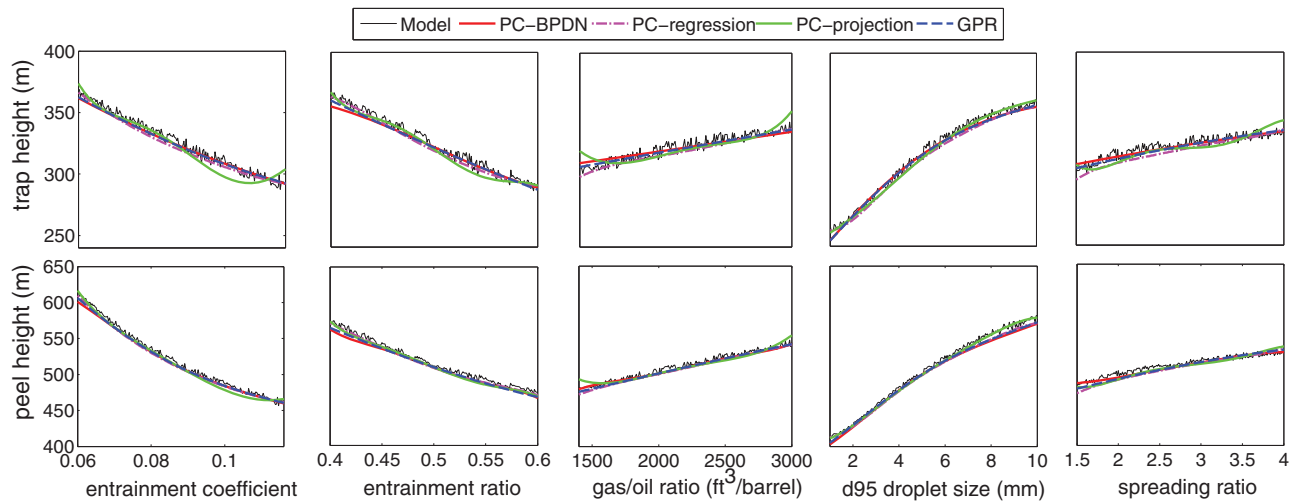 Model PC−BPDN PC−regression PC−projection GPR
trap height (m)
400
350
300
250
peel height (m)
650
600
550
500
450
400
0.06 0.08 0.1
0.4 0.45 0.5 0.55 0.6
1500 2000 2500 3000
2 4 6 8 10
1.5 2 2.5 3 3.5 4
entrainment coefficient
entrainment ratio
gas/oil ratio (ft3/barrel)
d95 droplet size (mm)
spreading ratio